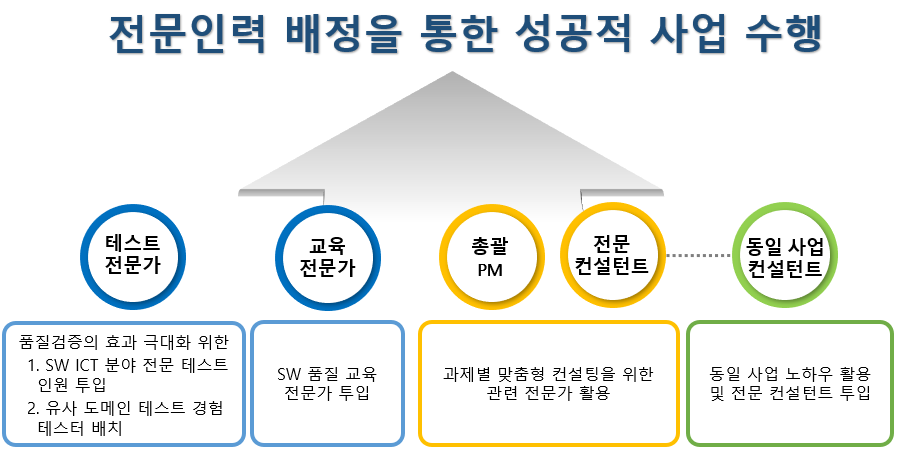 전문인력 배정을 통한 성공적 사업 수행
테스트
전문가
교육
전문가
총괄
PM
전문
컨설턴트
동일 사업
컨설턴트
품질검증의 효과 극대화 위한
1. SW ICT 분야 전문 테스트
인원 투입
2. 유사 도메인 테스트 경험
테스터 배치
SW 품질 교육
전문가 투입
과제별 맞춤형 컨설팅을 위한
관련 전문가 활용
동일 사업 노하우 활용
및 전문 컨설턴트 투입